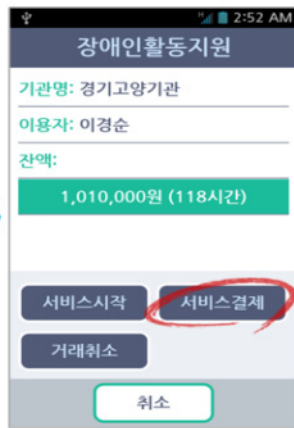 2:52 AM
장애인활동지원
기관명: 경기고양기관
이용자: 이경순
잔액:
1,010,000원 (118시간)
서비스시작 서비스결제
거래취소
취소